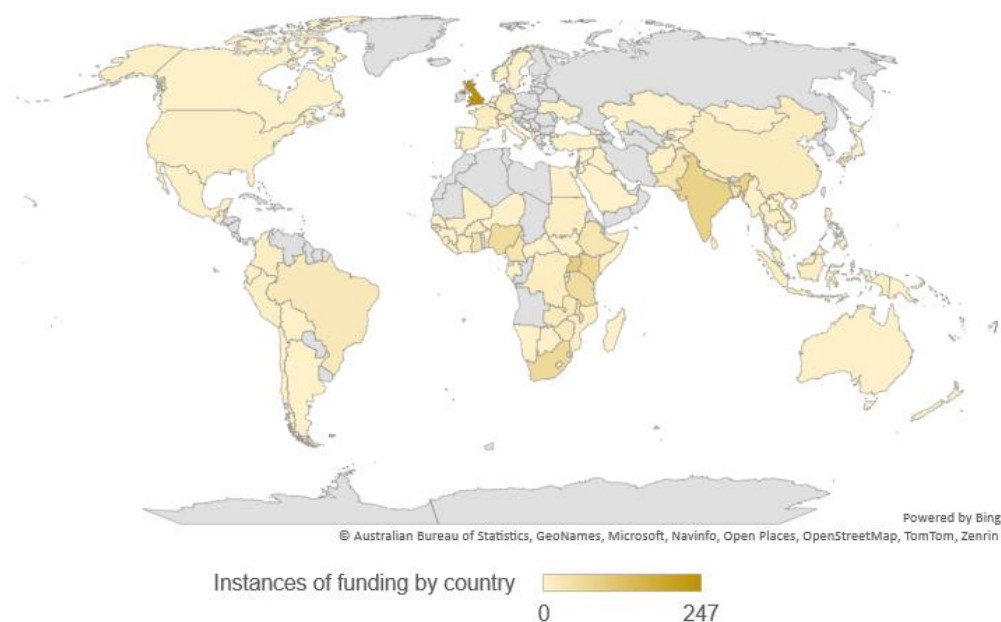 Powered by Bing
© Australian Bureau of Statistics, GeoNames, Microsoft, Navinfo, Open Places, OpenStreetMap, TomTom, Zenrin
Instances of funding by country
0 247